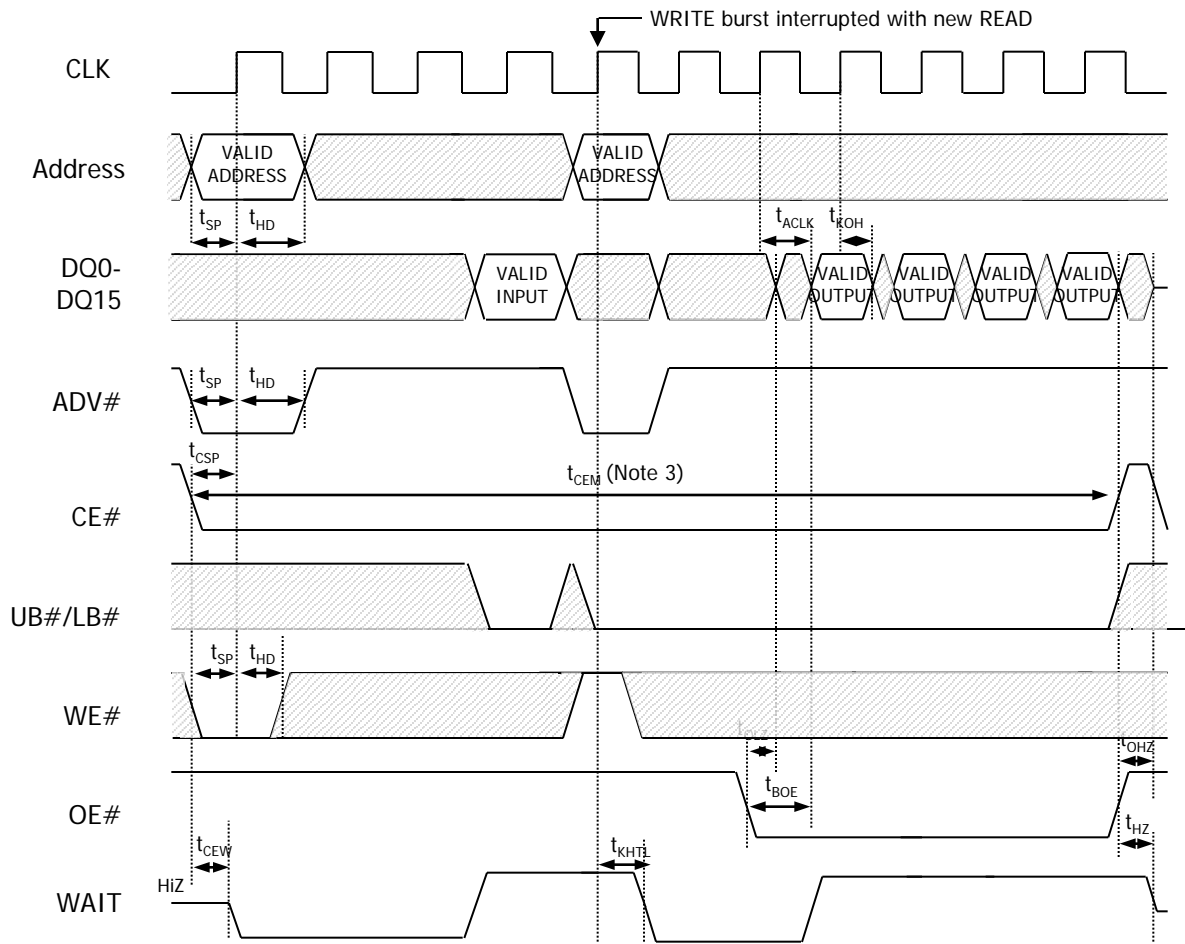 WRITE burst interrupted with new READ
CLK
Address
VALID ADDRESS
VALID ADDRESS
tSP
tHD
tACLK
tKOH
DQ0-
DQ15
VALID INPUT
VALID OUTPUT
VALID OUTPUT
VALID OUTPUT
VALID OUTPUT
ADV#
tSP
tHD
tCSP
tCEM (Note 3)
CE#
UB#/LB#
tSP
tHD
WE#
tOLZ
tOHZ
OE#
tBOE
tCEW
tKHTL
tHZ
HiZ
WAIT